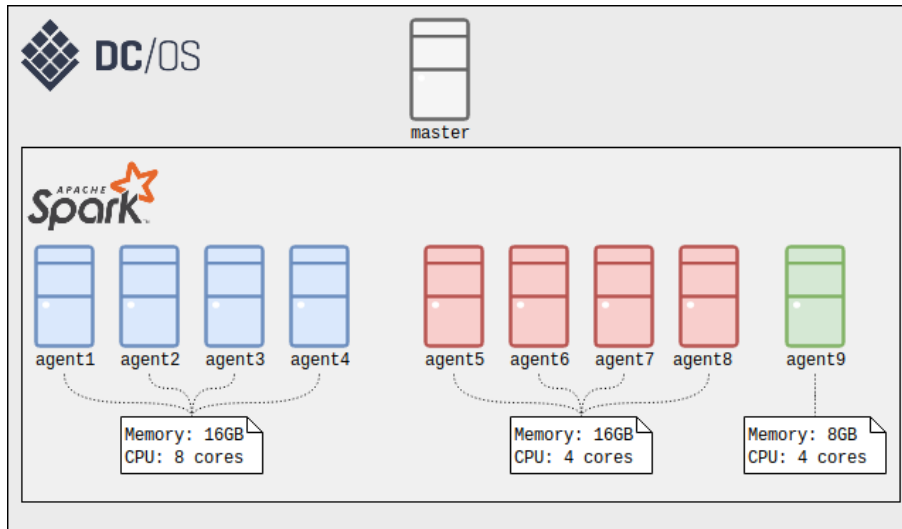 DC/OS
master
APACHE
Spark™
agent1 agent2 agent3 agent4 agent5 agent6 agent7 agent8 agent9
Memory: 16GB
CPU: 8 cores
Memory: 16GB
CPU: 4 cores
Memory: 8GB
CPU: 4 cores